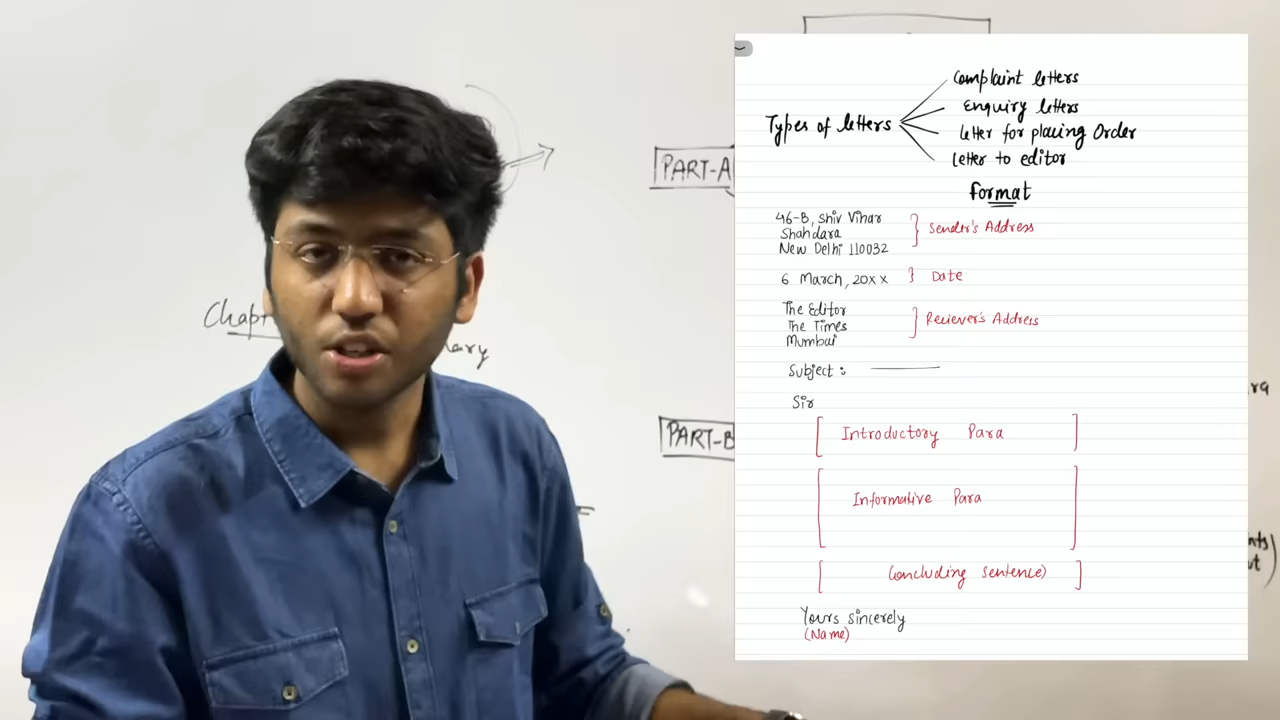 Chapt
ary
PART-A
PART-B
Types of letters
Complaint letters
Enquiry letters
letter for placing Order
Letter to editor
Format
46-B, Shiv Vihar
Shahdara
New Delhi 110032
Sender's Address
6 March, 20xx
Date
The Editor
The Times
Mumbai
Reciever's Address
Subject :
Sir
Introductory Para
Informative Para
Concluding sentence)
Yours sincerely
(Name)